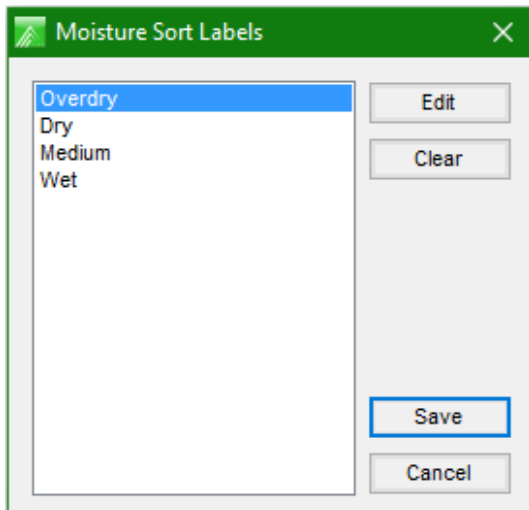 Moisture Sort Labels
Overdry
Dry
Medium
Wet
Edit
Clear
Save
Cancel